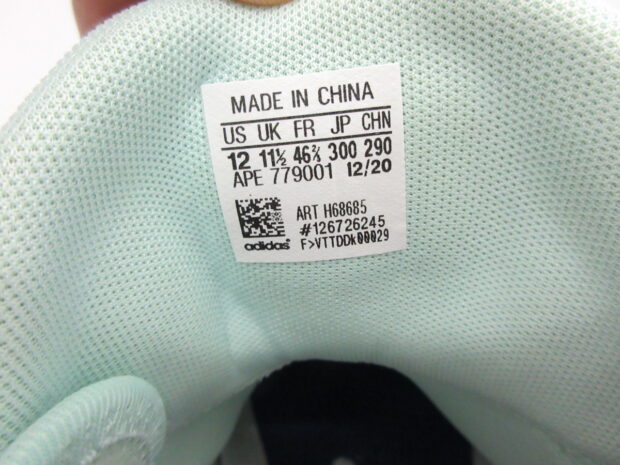 MADE IN CHINA
US UK FR JP CHN
12 11½ 46⅔ 300 290
APE 779001 12/20
ART H68685
#126726245
adidas® F>VTTDDk00029